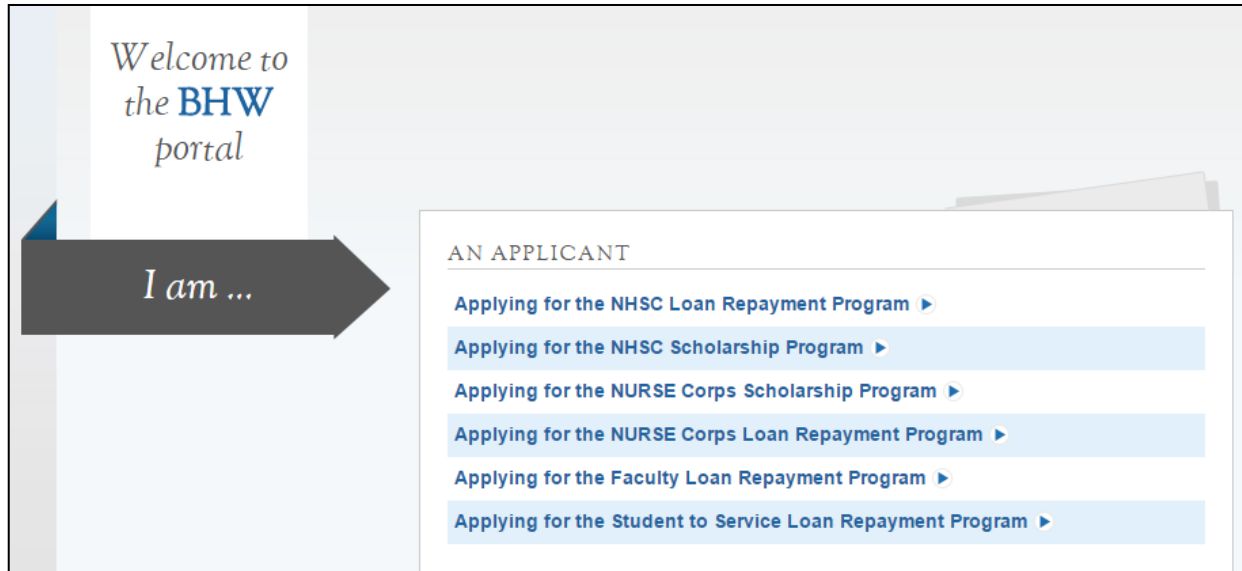 Welcome to
the BHW
portal
I am ...
AN APPLICANT
Applying for the NHSC Loan Repayment Program
Applying for the NHSC Scholarship Program
Applying for the NURSE Corps Scholarship Program
Applying for the NURSE Corps Loan Repayment Program
Applying for the Faculty Loan Repayment Program
Applying for the Student to Service Loan Repayment Program